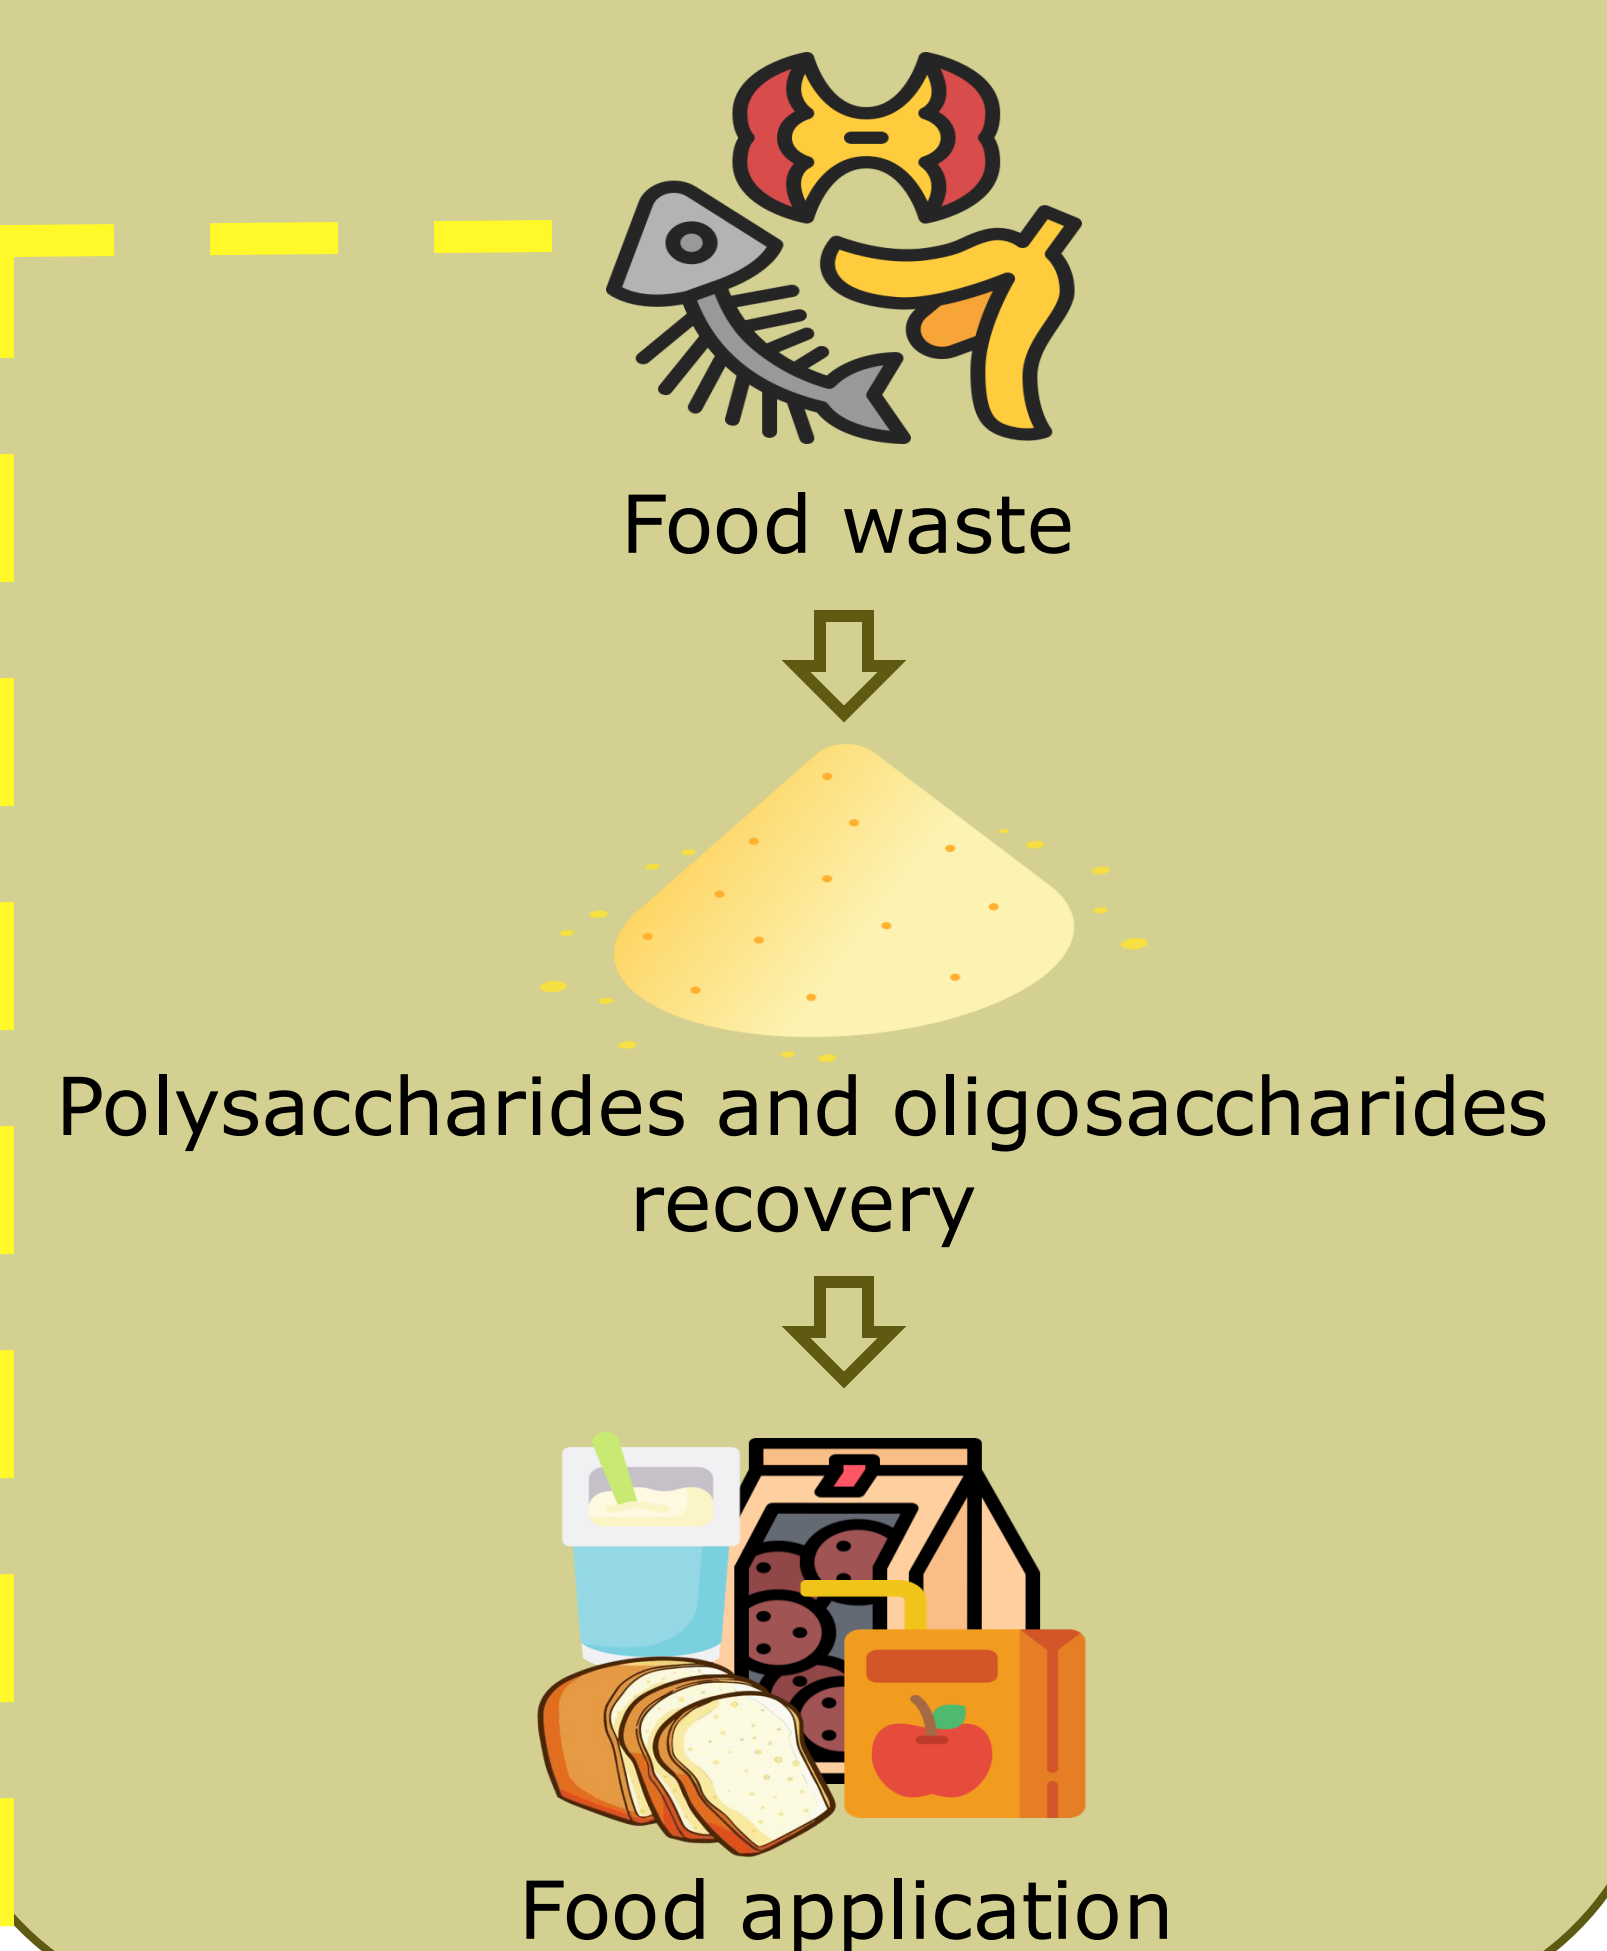 Food waste
Polysaccharides and oligosaccharides
recovery
Food application